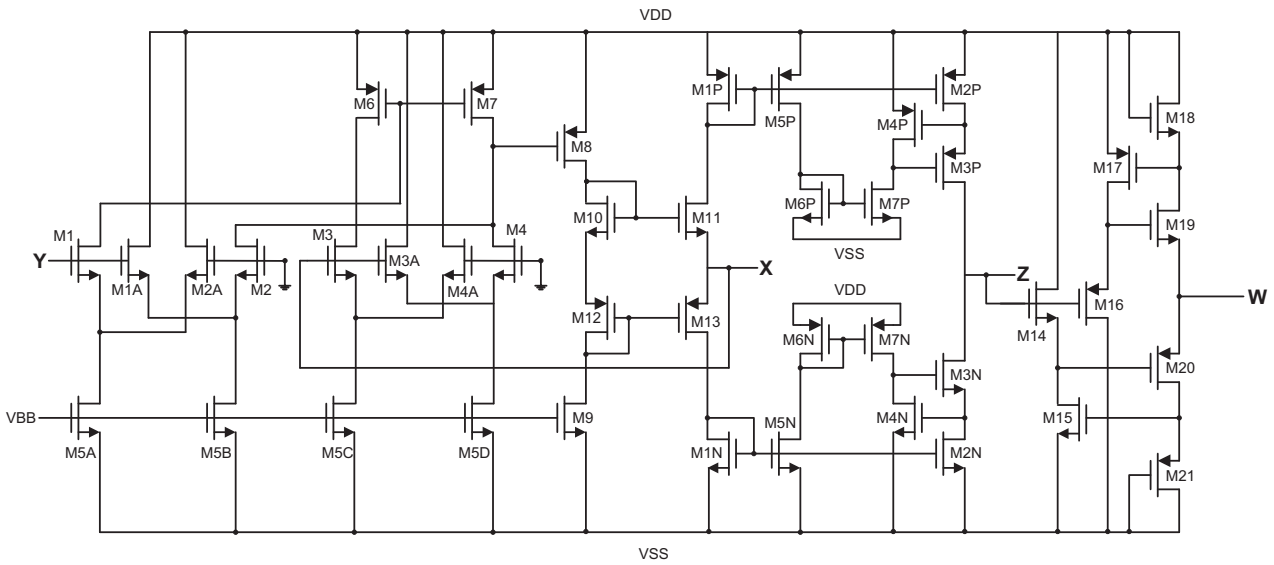 VDD
M6
M7
M8
M1P
M5P
M2P
M4P
M3P
M18
M17
M10
M11
M6P
M7P
VSS
M19
Y
M1
M1A
M2A
M2
M3
M3A
M4A
M4
X
Z
W
M12
M13
VDD
M6N
M7N
M14
M16
M3N
M20
VBB
M5A
M5B
M5C
M5D
M9
M1N
M5N
M4N
M2N
M15
M21
VSS